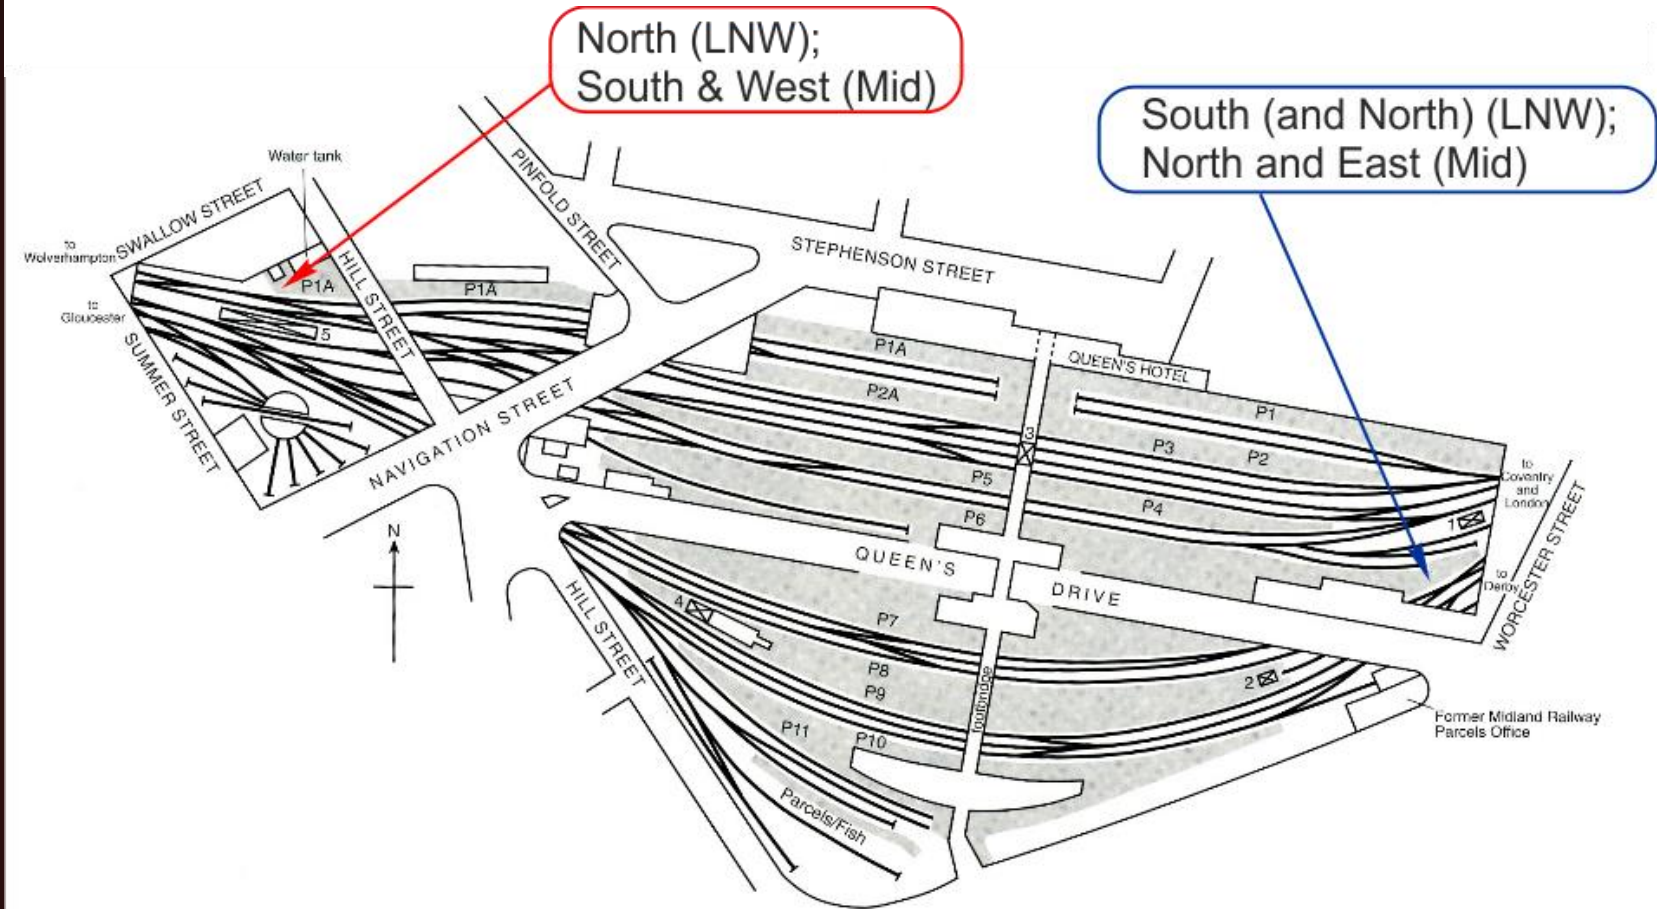 North (LNW);
South & West (Mid)
South (and North) (LNW);
North and East (Mid)
Water tank
SWALLOW STREET
PINFOLD STREET
to
Wolverhampton
to
Gloucester
HILL STREET
P1A
P1A
5
SUMMER STREET
STEPHENSON STREET
NAVIGATION STREET
P1A
P2A
QUEEN'S HOTEL
P1
3
P3
P2
P5
P4
P6
to
Coventry
and
London
1
to
Derby
WORCESTER STREET
N
QUEEN'S
DRIVE
HILL STREET
4
P7
P8
P9
2
footbridge
P11
P10
Former Midland Railway
Parcels Office
Parcels/Fish